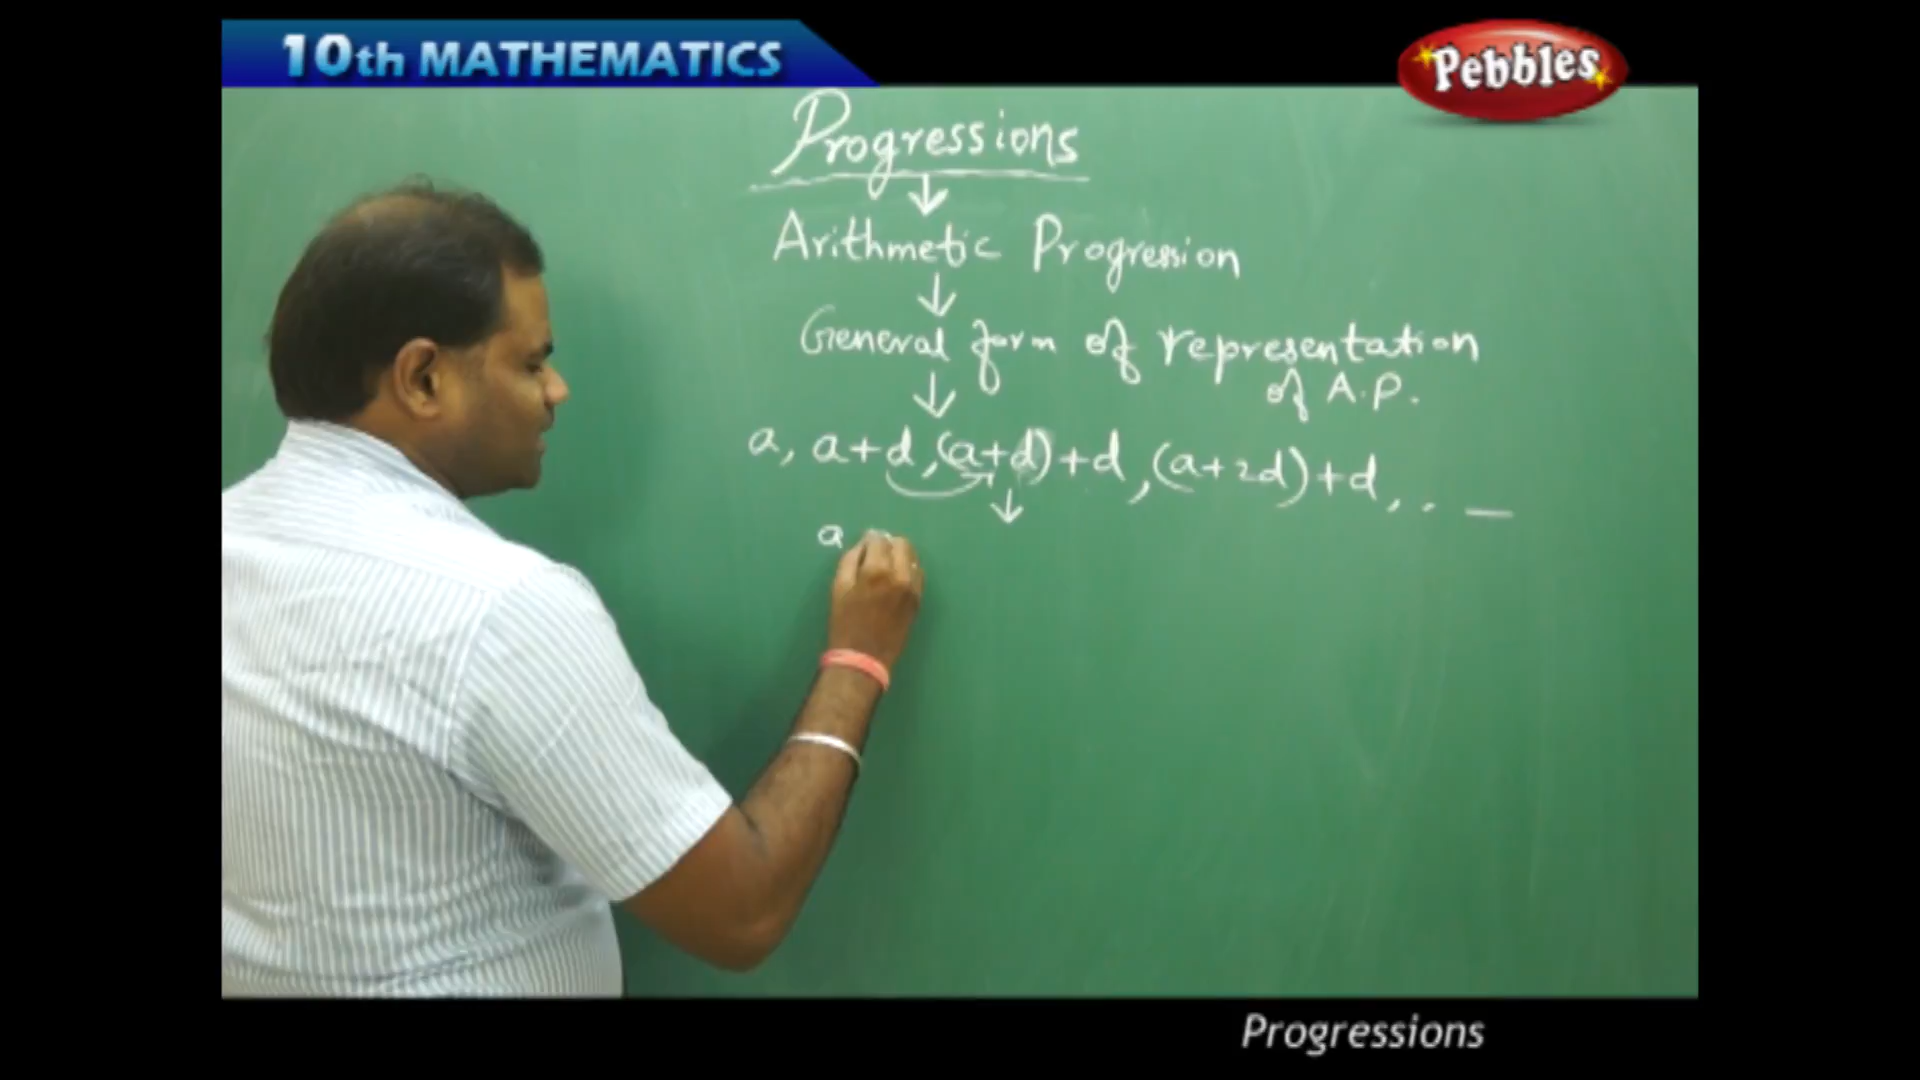 10th MATHEMATICS
Pebbles
Progressions
↓
Arithmetic Progression
↓
General form of representation
of A.P.
↓
a, a+d, (a+d)+d, (a+2d)+d, . . —
↓
a
Progressions